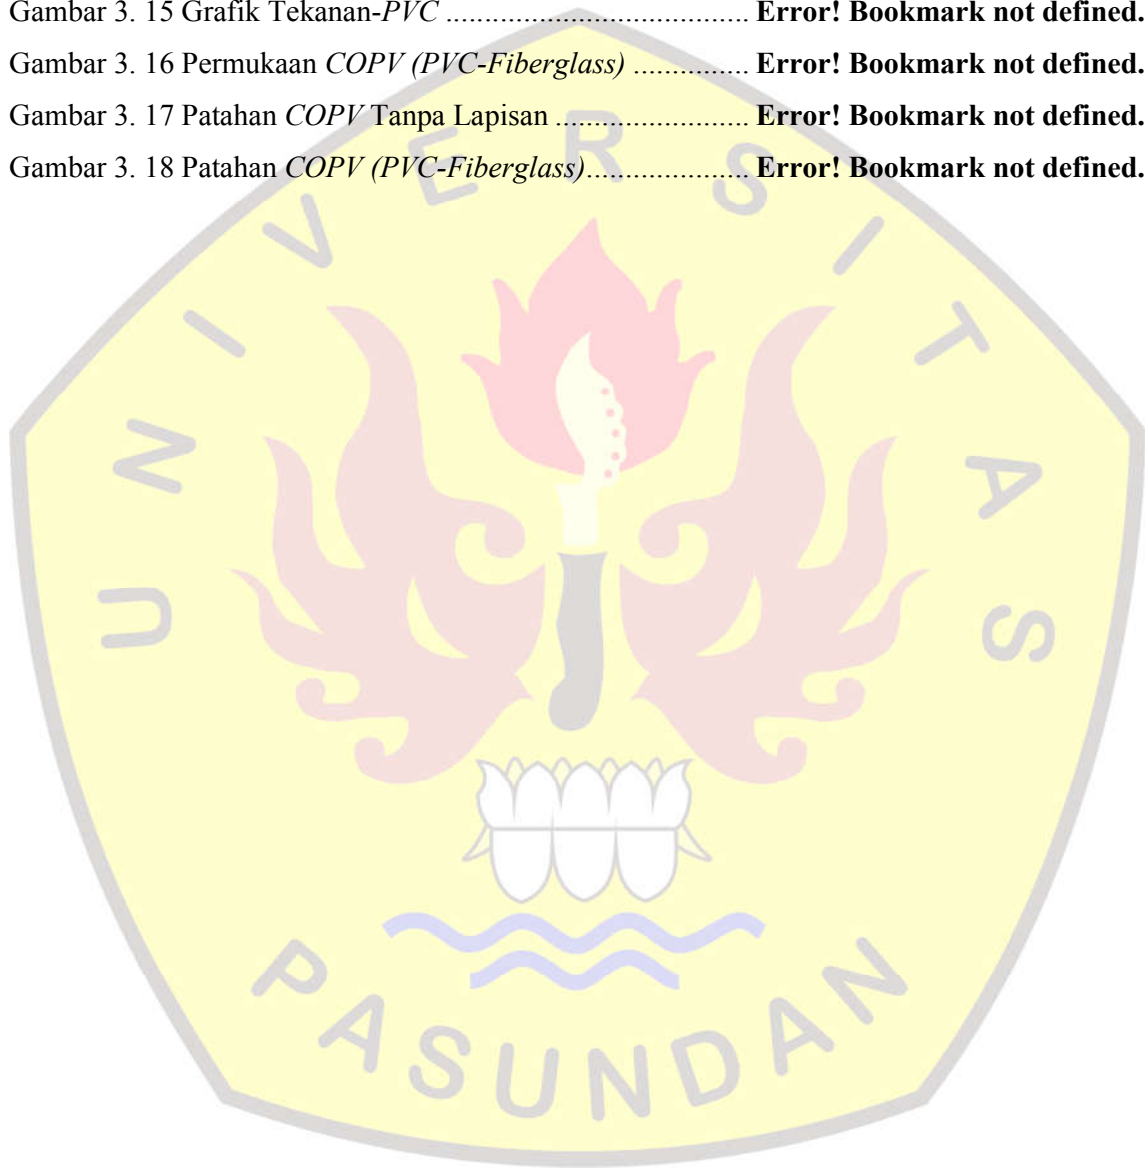 Gambar 3. 15 Grafik Tekanan-PVC ....................................... Error! Bookmark not defined.
Gambar 3. 16 Permukaan COPV (PVC-Fiberglass) ............... Error! Bookmark not defined.
Gambar 3. 17 Patahan COPV Tanpa Lapisan ......................... Error! Bookmark not defined.
Gambar 3. 18 Patahan COPV (PVC-Fiberglass)..................... Error! Bookmark not defined.
UNIVERSITAS
PASUNDAN